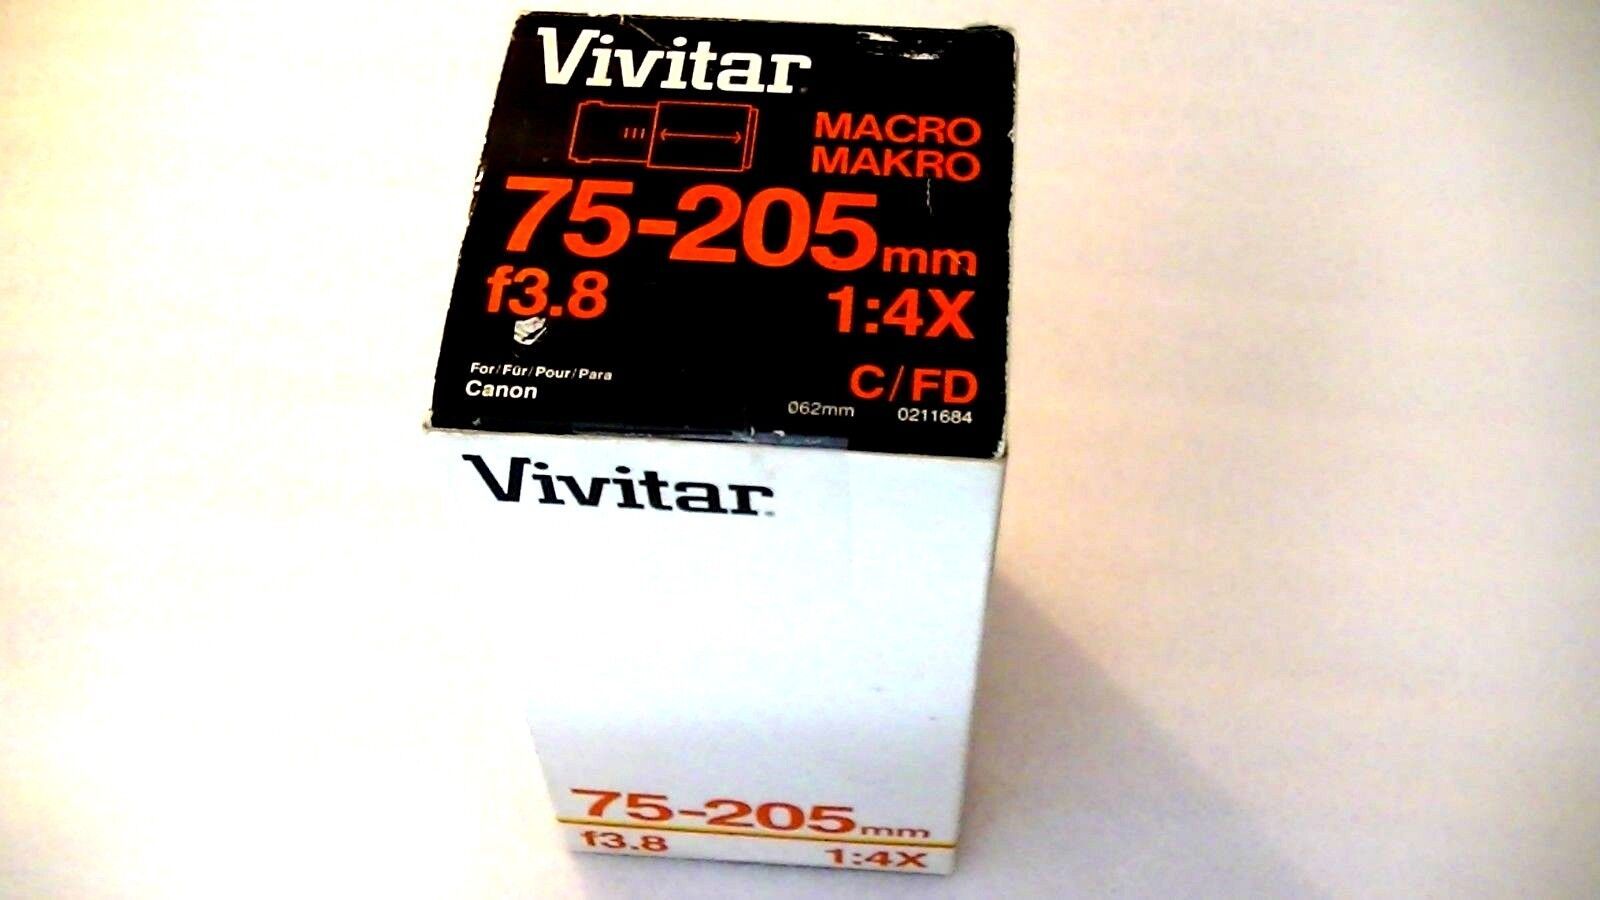 Vivitar
MACRO
MAKRO
75-205mm
f3.8 1:4X
For/Für/Pour/Para
Canon
C/FD
Ø62mm 0211684
Vivitar
75-205mm
f3.8 1:4X